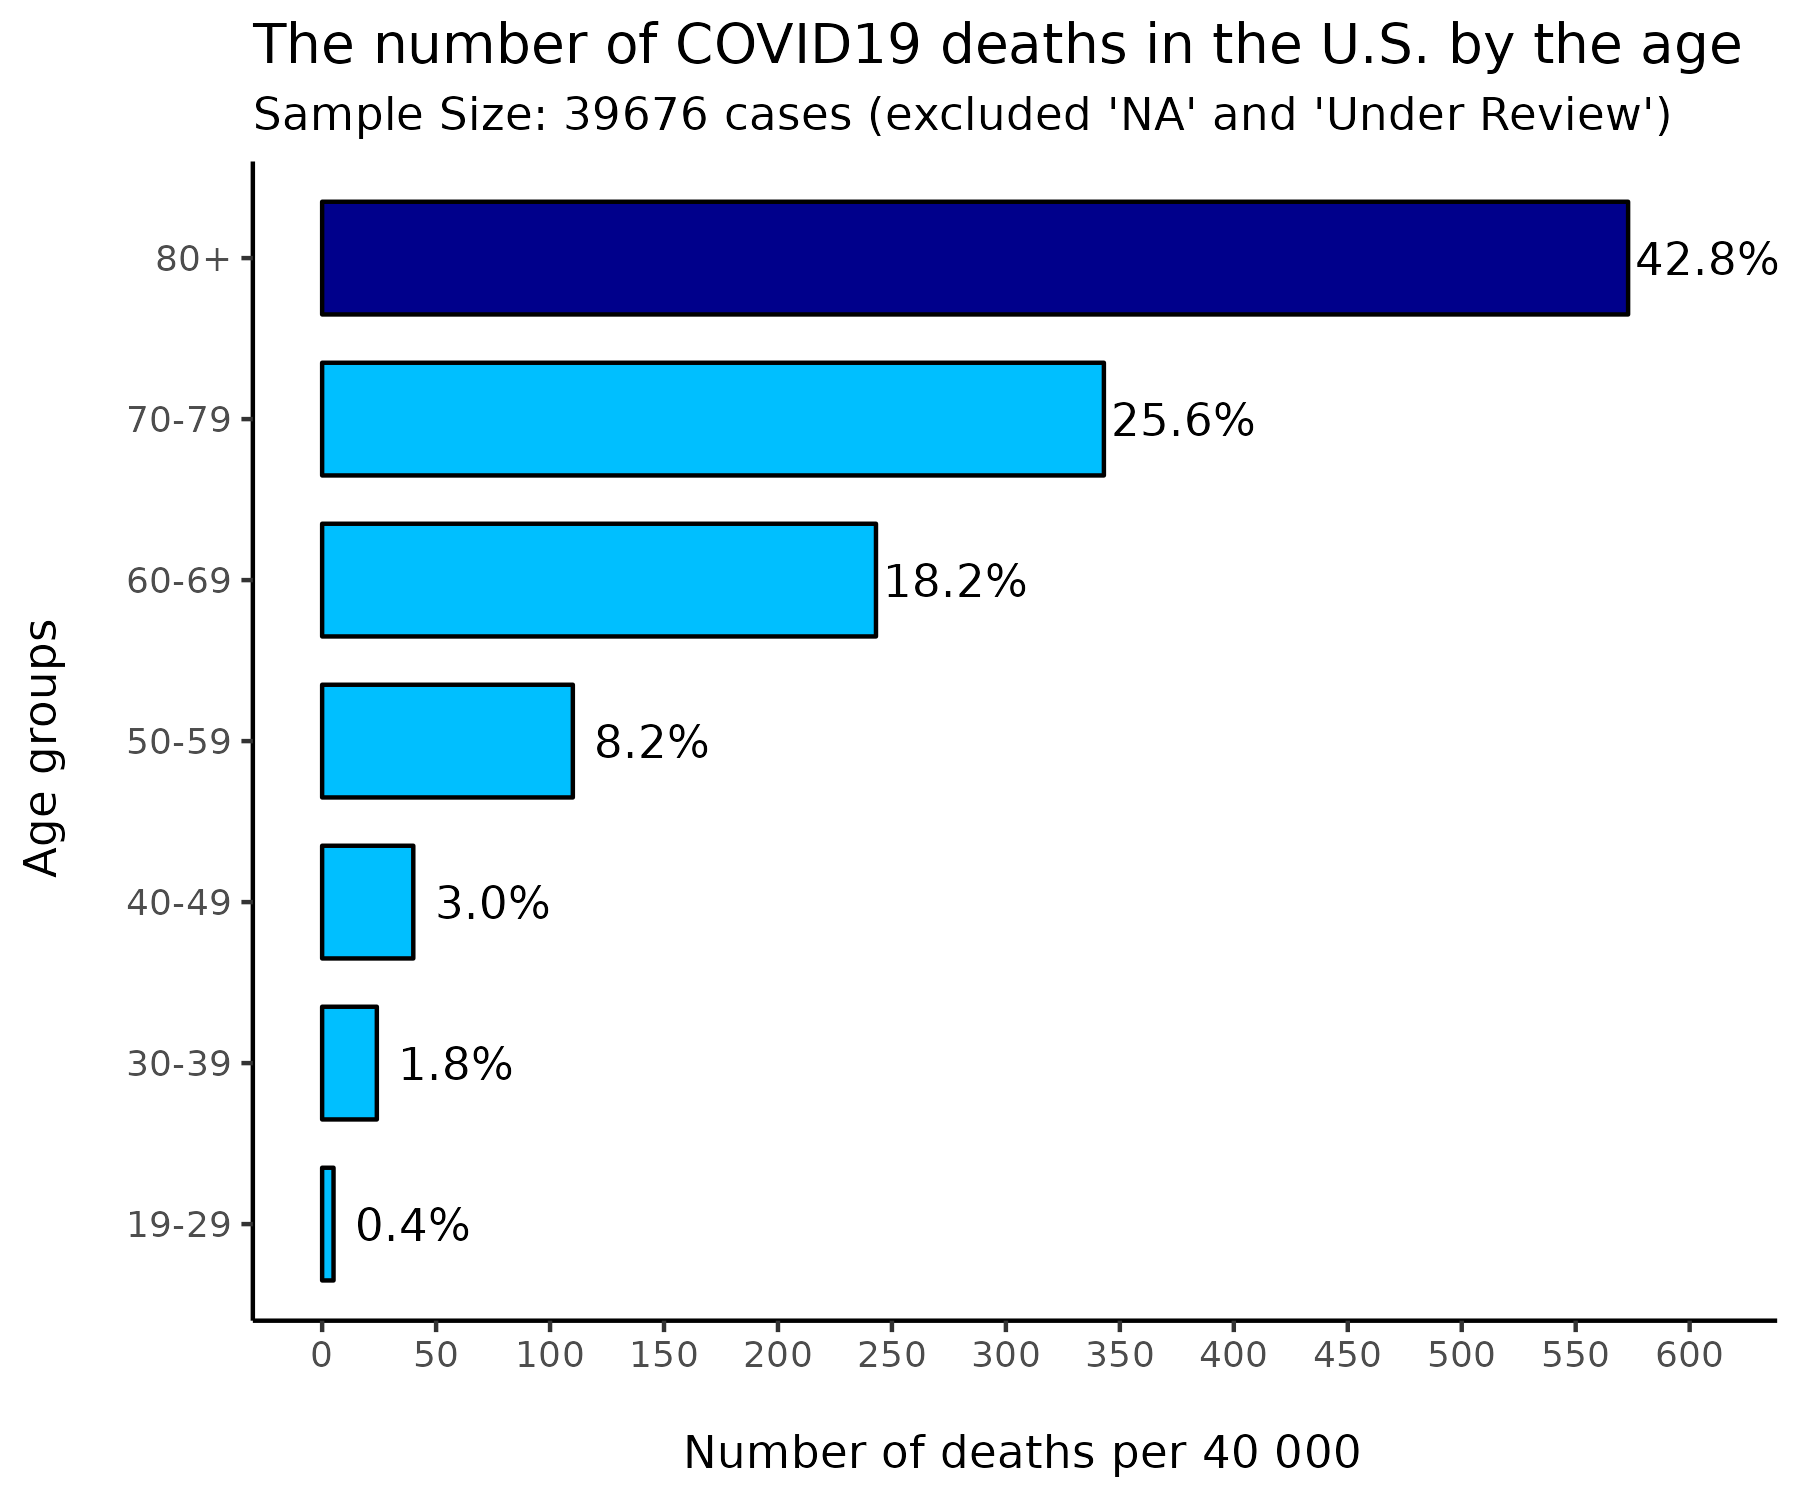 The number of COVID19 deaths in the U.S. by the age
Sample Size: 39676 cases (excluded 'NA' and 'Under Review')
Age groups
80+
42.8%
70-79
25.6%
60-69
18.2%
50-59
8.2%
40-49
3.0%
30-39
1.8%
19-29
0.4%
0 50 100 150 200 250 300 350 400 450 500 550 600
Number of deaths per 40 000